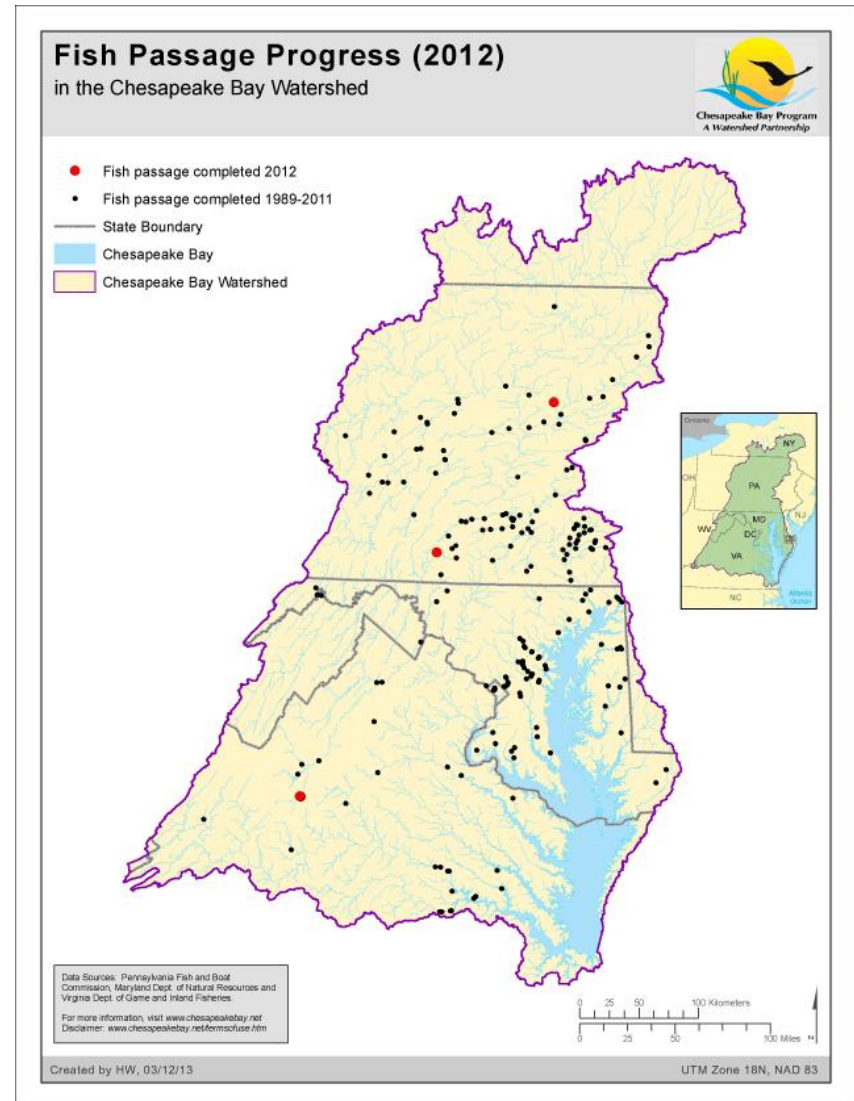 Fish Passage Progress (2012)
in the Chesapeake Bay Watershed
Chesapeake Bay Program
A Watershed Partnership
Fish passage completed 2012
Fish passage completed 1989-2011
State Boundary
Chesapeake Bay
Chesapeake Bay Watershed
Ontario
NY
OH
PA
NJ
MD
WV
DC
DE
VA
NC
Atlantic
Ocean
Data Sources: Pennsylvania Fish and Boat
Commission, Maryland Dept. of Natural Resources and
Virginia Dept. of Game and Inland Fisheries.
For more information, visit www.chesapeakebay.net
Disclaimer: www.chesapeakebay.net/termsofuse.htm
0 25 50 100 Kilometers
0 25 50 100 Miles
N
Created by HW, 03/12/13
UTM Zone 18N, NAD 83